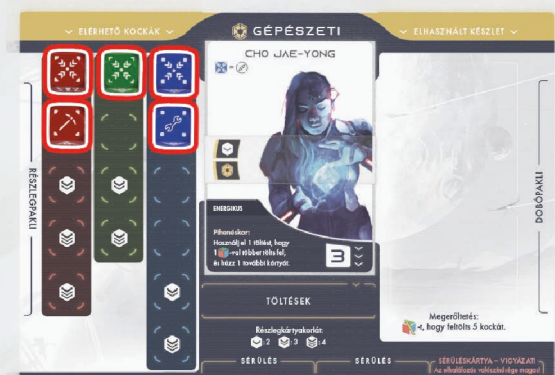 ELÉRHETŐ KOCKÁK
GÉPÉSZETI
ELHASZNÁLT KÉSZLET
CHO JAE-YONG
RÉSZLEGPAKLI
DOBÓPAKLI
ENERGIKUS
Pihenéskor:
Használj el 1 töltést, hogy
1 -ral többet tölts fel,
és húzz 1 további kártyát.
3
TÖLTÉSEK
Részlegkártyakorlát:
:2 :3 :4
Megerőltetés:
-t, hogy feltölts 5 kockát.
SÉRÜLÉS
SÉRÜLÉS
SÉRÜLÉSKÁRTYA – VIGYÁZAT!